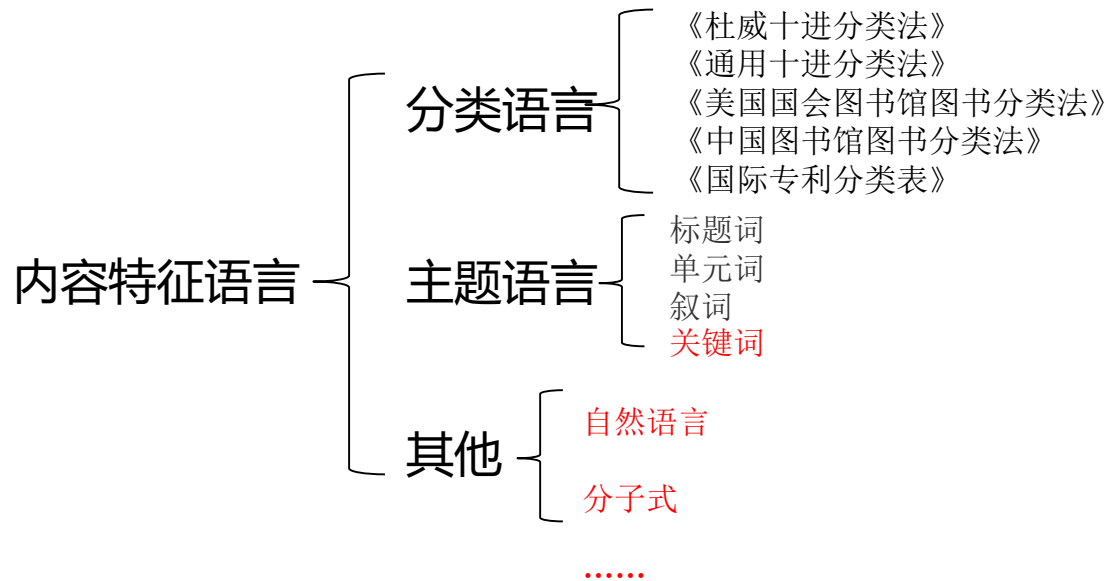 内容特征语言
分类语言
《杜威十进分类法》
《通用十进分类法》
《美国国会图书馆图书分类法》
《中国图书馆图书分类法》
《国际专利分类表》
主题语言
标题词
单元词
叙词
关键词
其他
自然语言
分子式
……